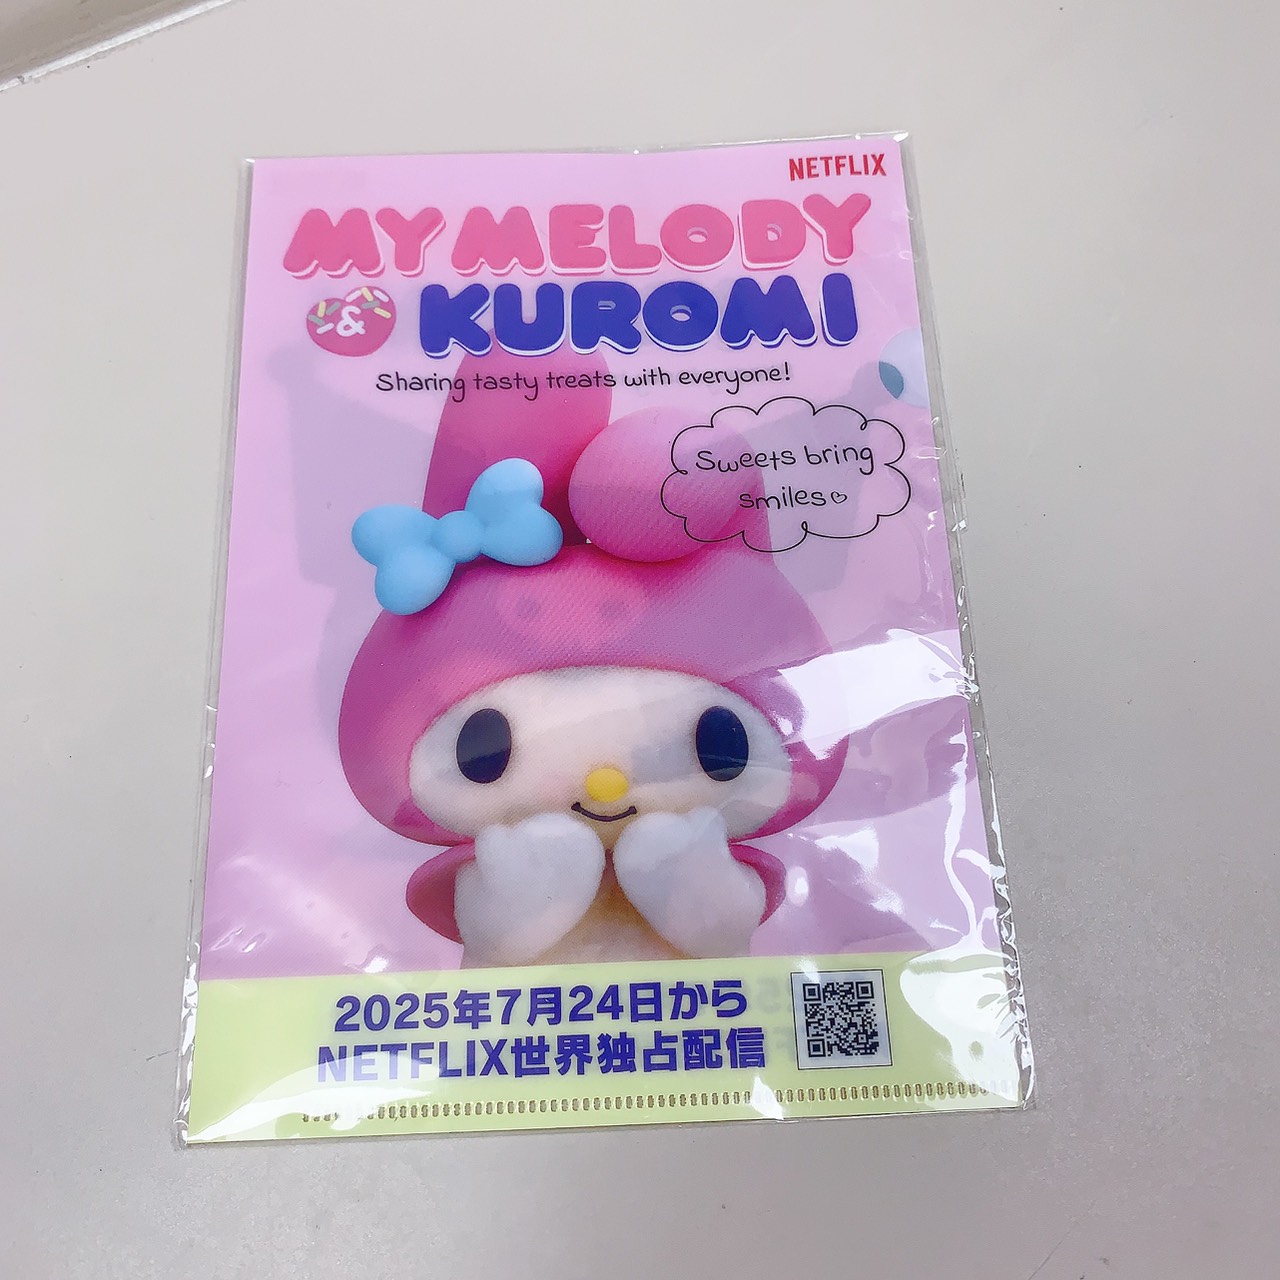 NETFLIX
MY MELODY
& KUROMI
Sharing tasty treats with everyone!
Sweets bring
smiles♡
2025年7月24日から
NETFLIX世界独占配信